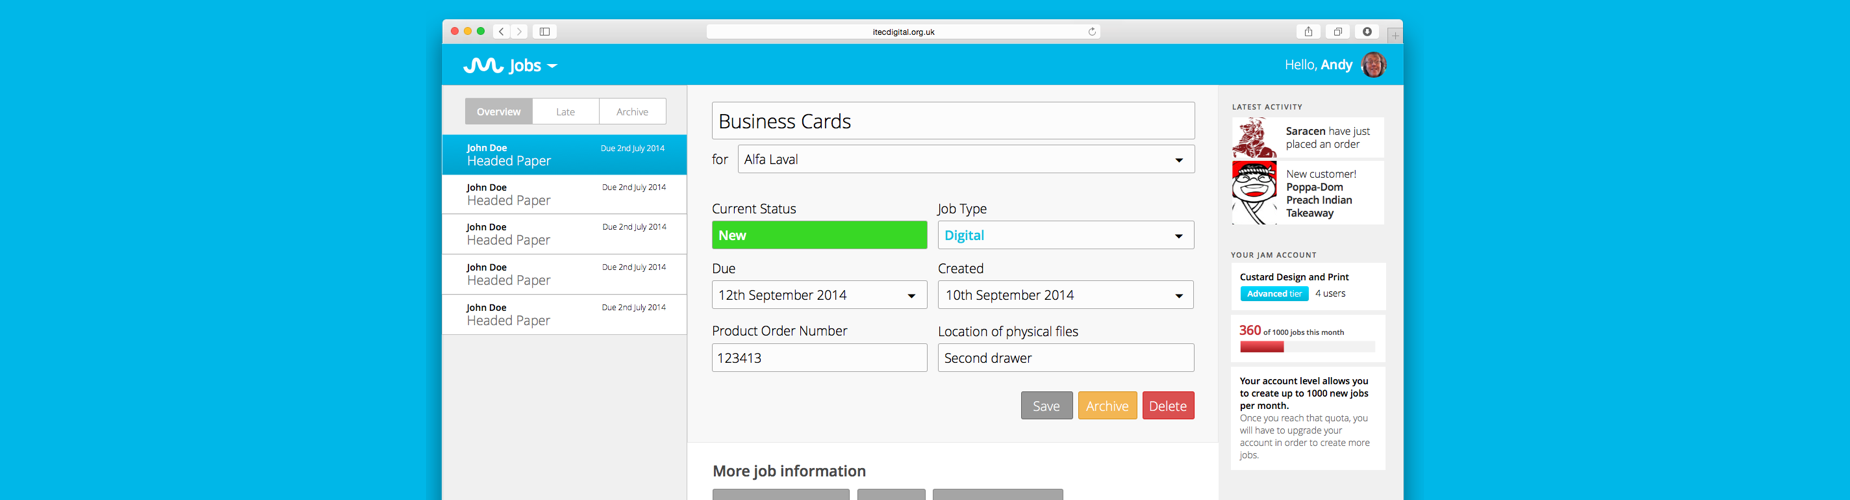 itecdigital.org.uk
Jobs
Hello, Andy
Overview
Late
Archive
John Doe
Due 2nd July 2014
Headed Paper
John Doe
Due 2nd July 2014
Headed Paper
John Doe
Due 2nd July 2014
Headed Paper
John Doe
Due 2nd July 2014
Headed Paper
John Doe
Due 2nd July 2014
Headed Paper
Business Cards
for
Alfa Laval
Current Status
Job Type
New
Digital
Due
Created
12th September 2014
10th September 2014
Product Order Number
Location of physical files
123413
Second drawer
Save
Archive
Delete
More job information
LATEST ACTIVITY
Saracen have just
placed an order
New customer!
Poppa-Dom
Preach Indian
Takeaway
YOUR JAM ACCOUNT
Custard Design and Print
Advanced tier
4 users
360 of 1000 jobs this month
Your account level allows you
to create up to 1000 new jobs
per month.
Once you reach that quota, you
will have to upgrade your
account in order to create more
jobs.